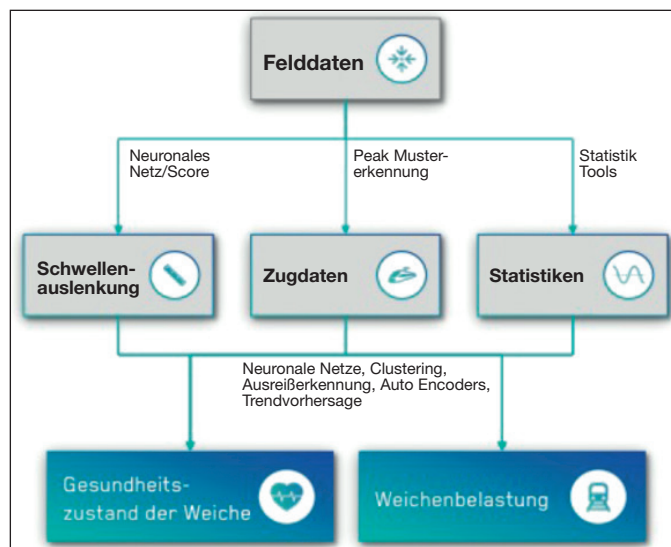 Felddaten
Neuronales
Netz/Score
Peak Muster-
erkennung
Statistik
Tools
Schwellen-
auslenkung
Zugdaten
Statistiken
Neuronale Netze, Clustering,
Ausreißerkennung, Auto Encoders,
Trendvorhersage
Gesundheits-
zustand der Weiche
Weichenbelastung